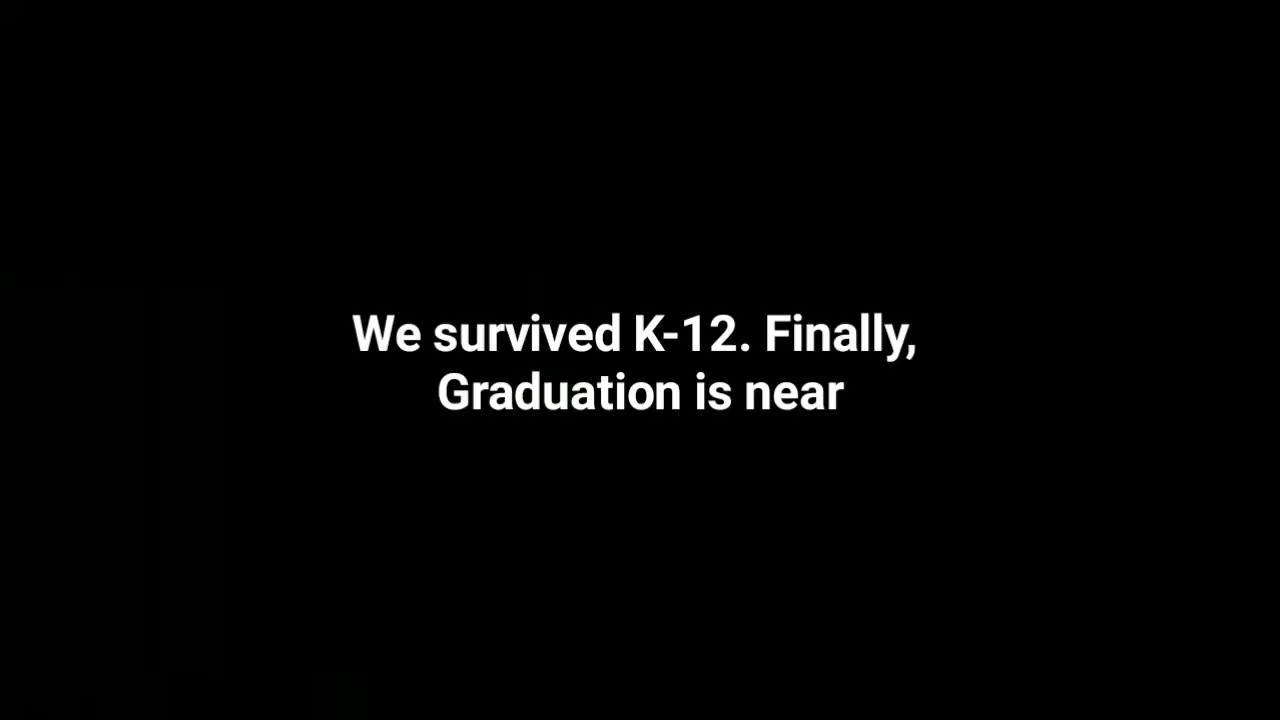 We survived K-12. Finally,
Graduation is near